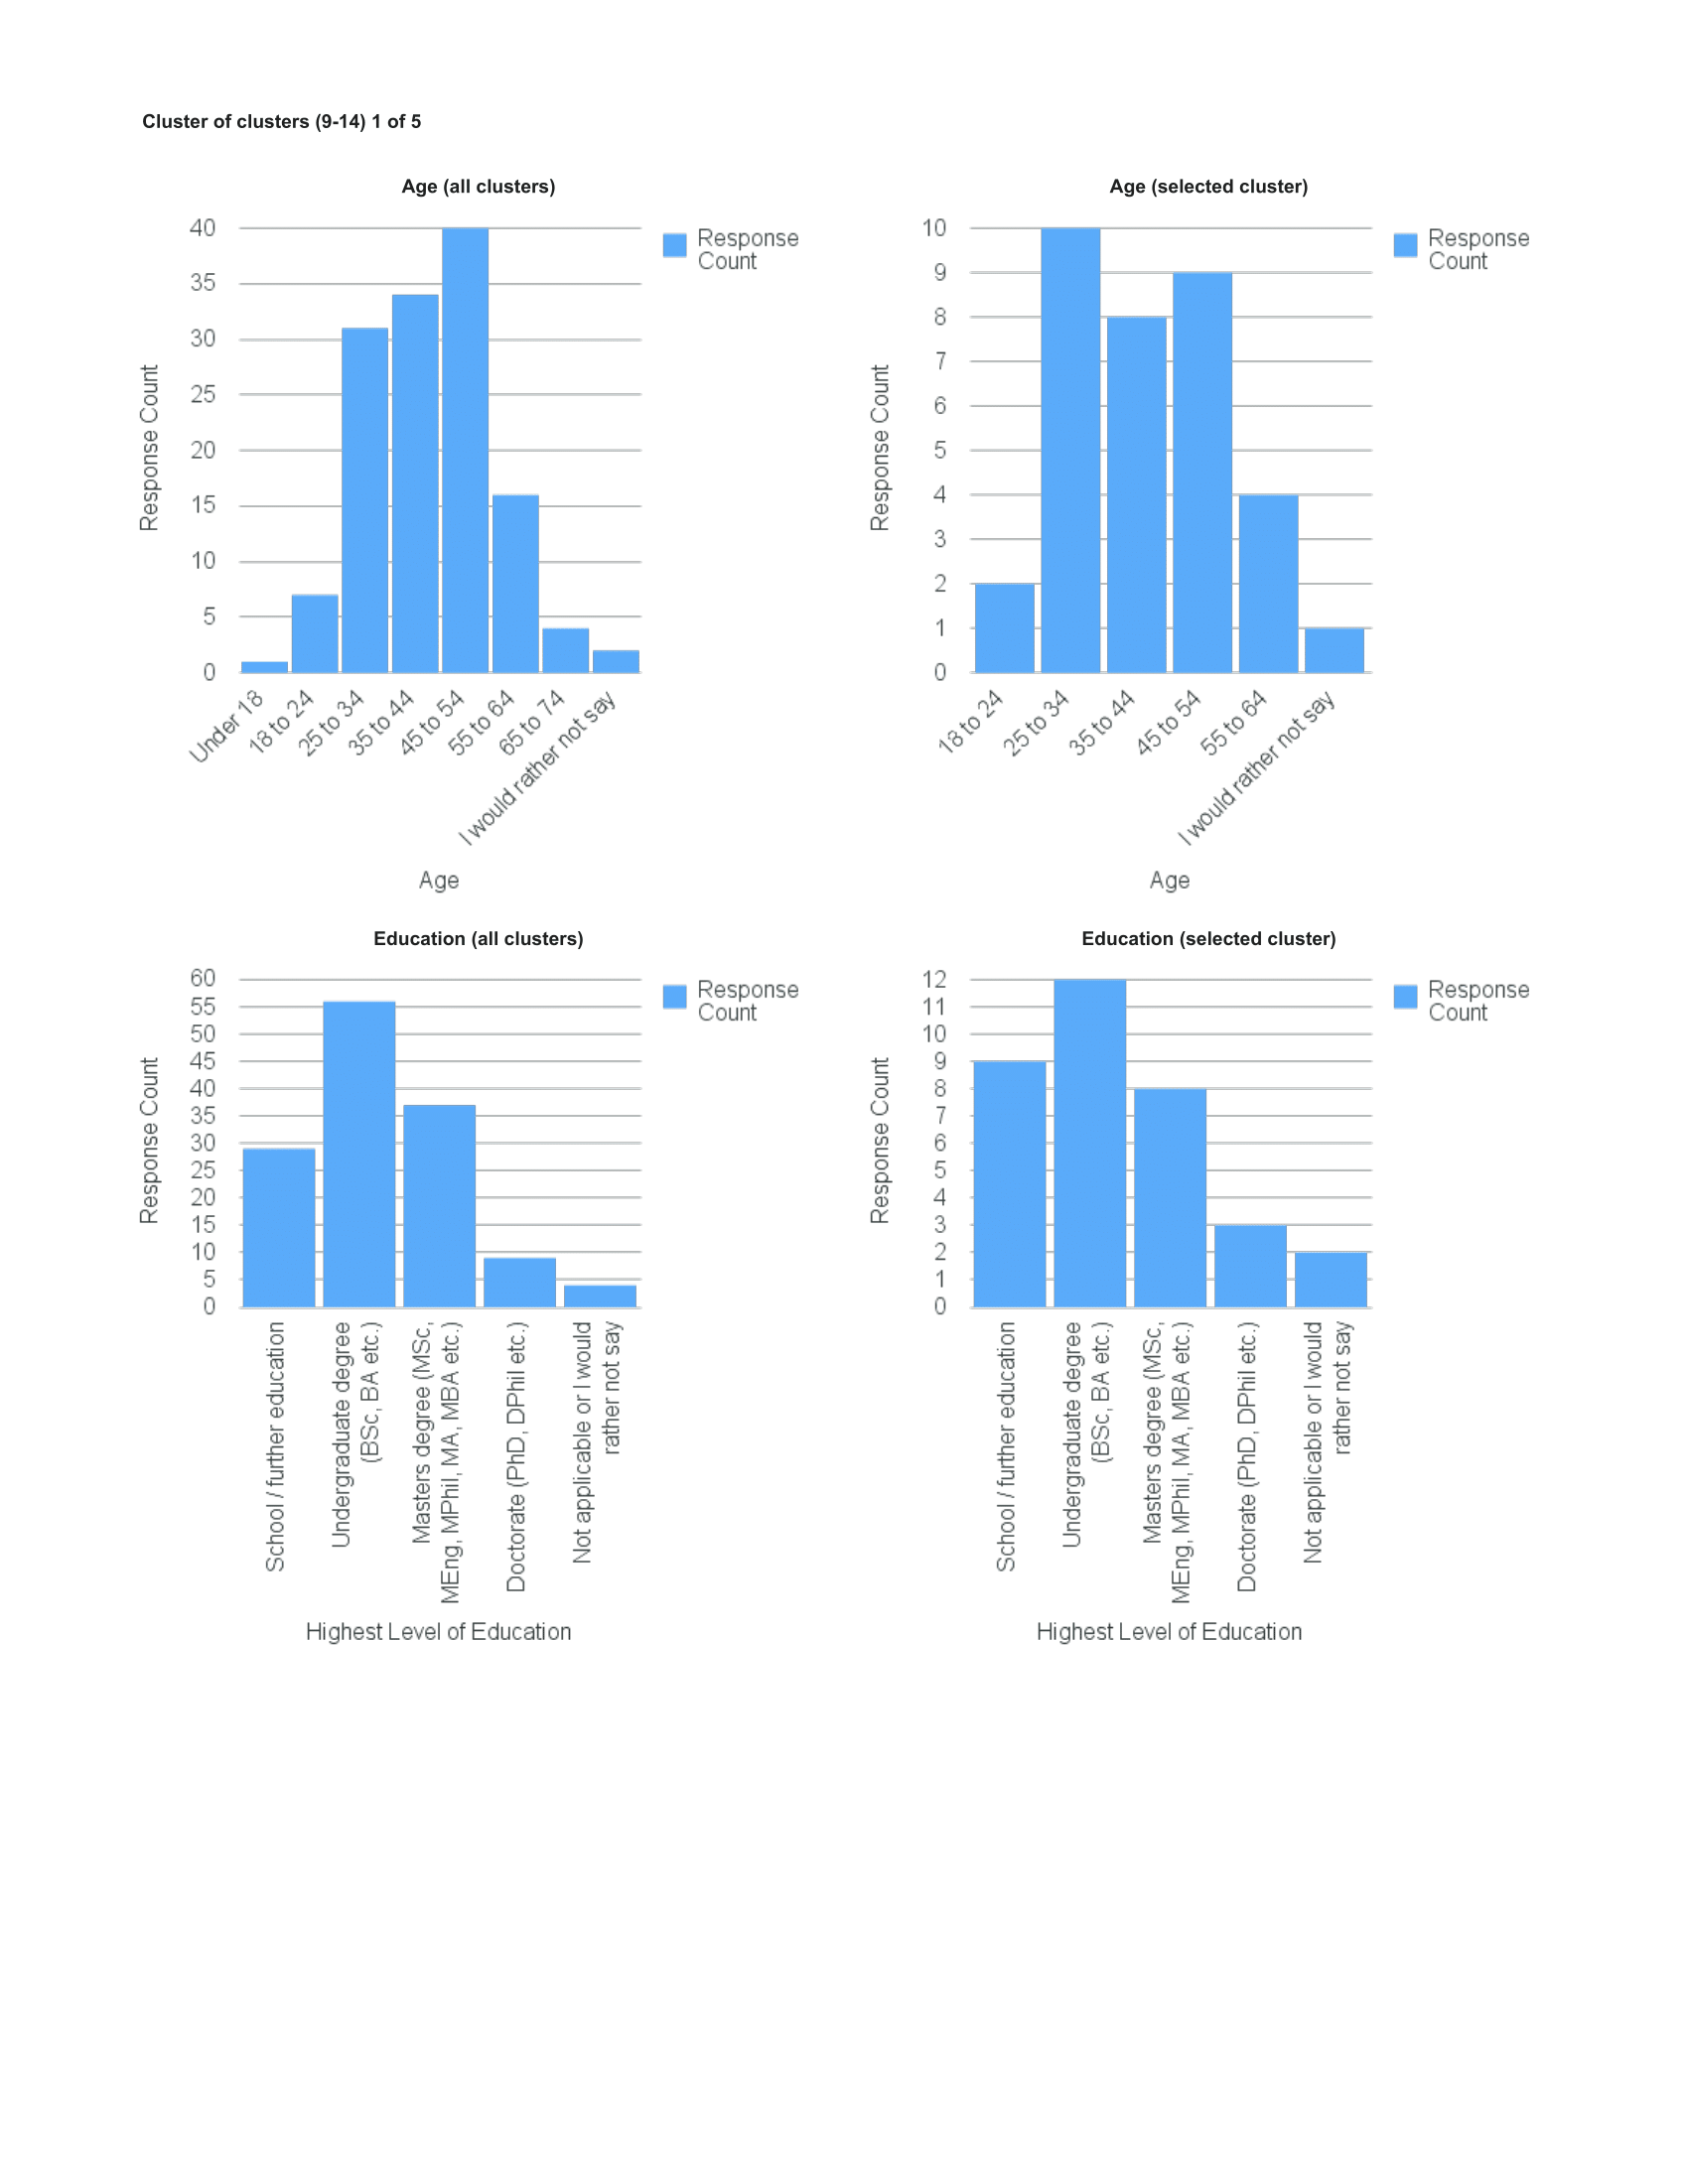 Cluster of clusters (9-14) 1 of 5
Age (all clusters)
40
35
30
25
20
15
10
5
0
Response Count
Response
Count
Under 18
18 to 24
25 to 34
35 to 44
45 to 54
55 to 64
65 to 74
I would rather not say
Age
Age (selected cluster)
10
9
8
7
6
5
4
3
2
1
0
Response Count
Response
Count
18 to 24
25 to 34
35 to 44
45 to 54
55 to 64
I would rather not say
Age
Education (all clusters)
60
55
50
45
40
35
30
25
20
15
10
5
0
Response Count
Response
Count
School / further education
Undergraduate degree
(BSc, BA etc.)
Masters degree (MSc,
MEng, MPhil, MA, MBA etc.)
Doctorate (PhD, DPhil etc.)
Not applicable or I would
rather not say
Highest Level of Education
Education (selected cluster)
12
11
10
9
8
7
6
5
4
3
2
1
0
Response Count
Response
Count
School / further education
Undergraduate degree
(BSc, BA etc.)
Masters degree (MSc,
MEng, MPhil, MA, MBA etc.)
Doctorate (PhD, DPhil etc.)
Not applicable or I would
rather not say
Highest Level of Education